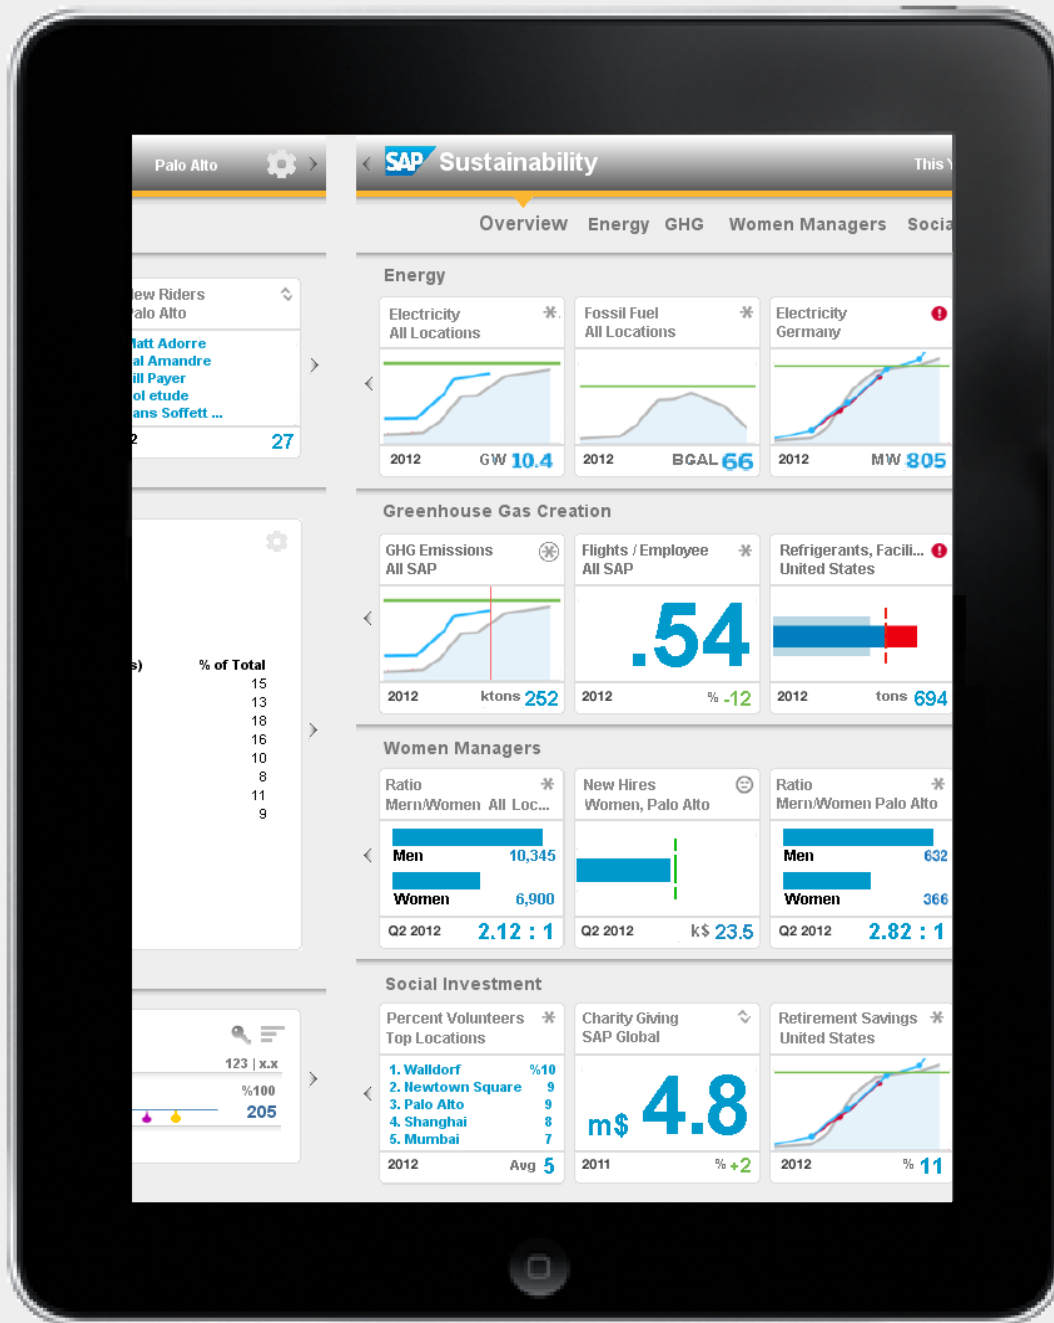 Palo Alto
ew Riders
alo Alto
Matt Adorre
al Amandre
ill Payer
ol etude
ans Soffett ...
2
27
s)
% of Total
15
13
18
16
10
8
11
9
123 | x.x
%100
205
SAP Sustainability
This Y
Overview Energy GHG Women Managers Socia
Energy
Electricity
All Locations
2012 GW 10.4
Fossil Fuel
All Locations
2012 BGAL 66
Electricity
Germany
2012 MW 805
Greenhouse Gas Creation
GHG Emissions
All SAP
2012 ktons 252
Flights / Employee
All SAP
.54
2012 % -12
Refrigerants, Facili...
United States
2012 tons 694
Women Managers
Ratio
Mern/Women All Loc...
Men 10,345
Women 6,900
Q2 2012 2.12 : 1
New Hires
Women, Palo Alto
Q2 2012 k$ 23.5
Ratio
Mern/Women Palo Alto
Men 632
Women 366
Q2 2012 2.82 : 1
Social Investment
Percent Volunteers
Top Locations
1. Walldorf %10
2. Newtown Square 9
3. Palo Alto 9
4. Shanghai 8
5. Mumbai 7
2012 Avg 5
Charity Giving
SAP Global
m$ 4.8
2011 % +2
Retirement Savings
United States
2012 % 11